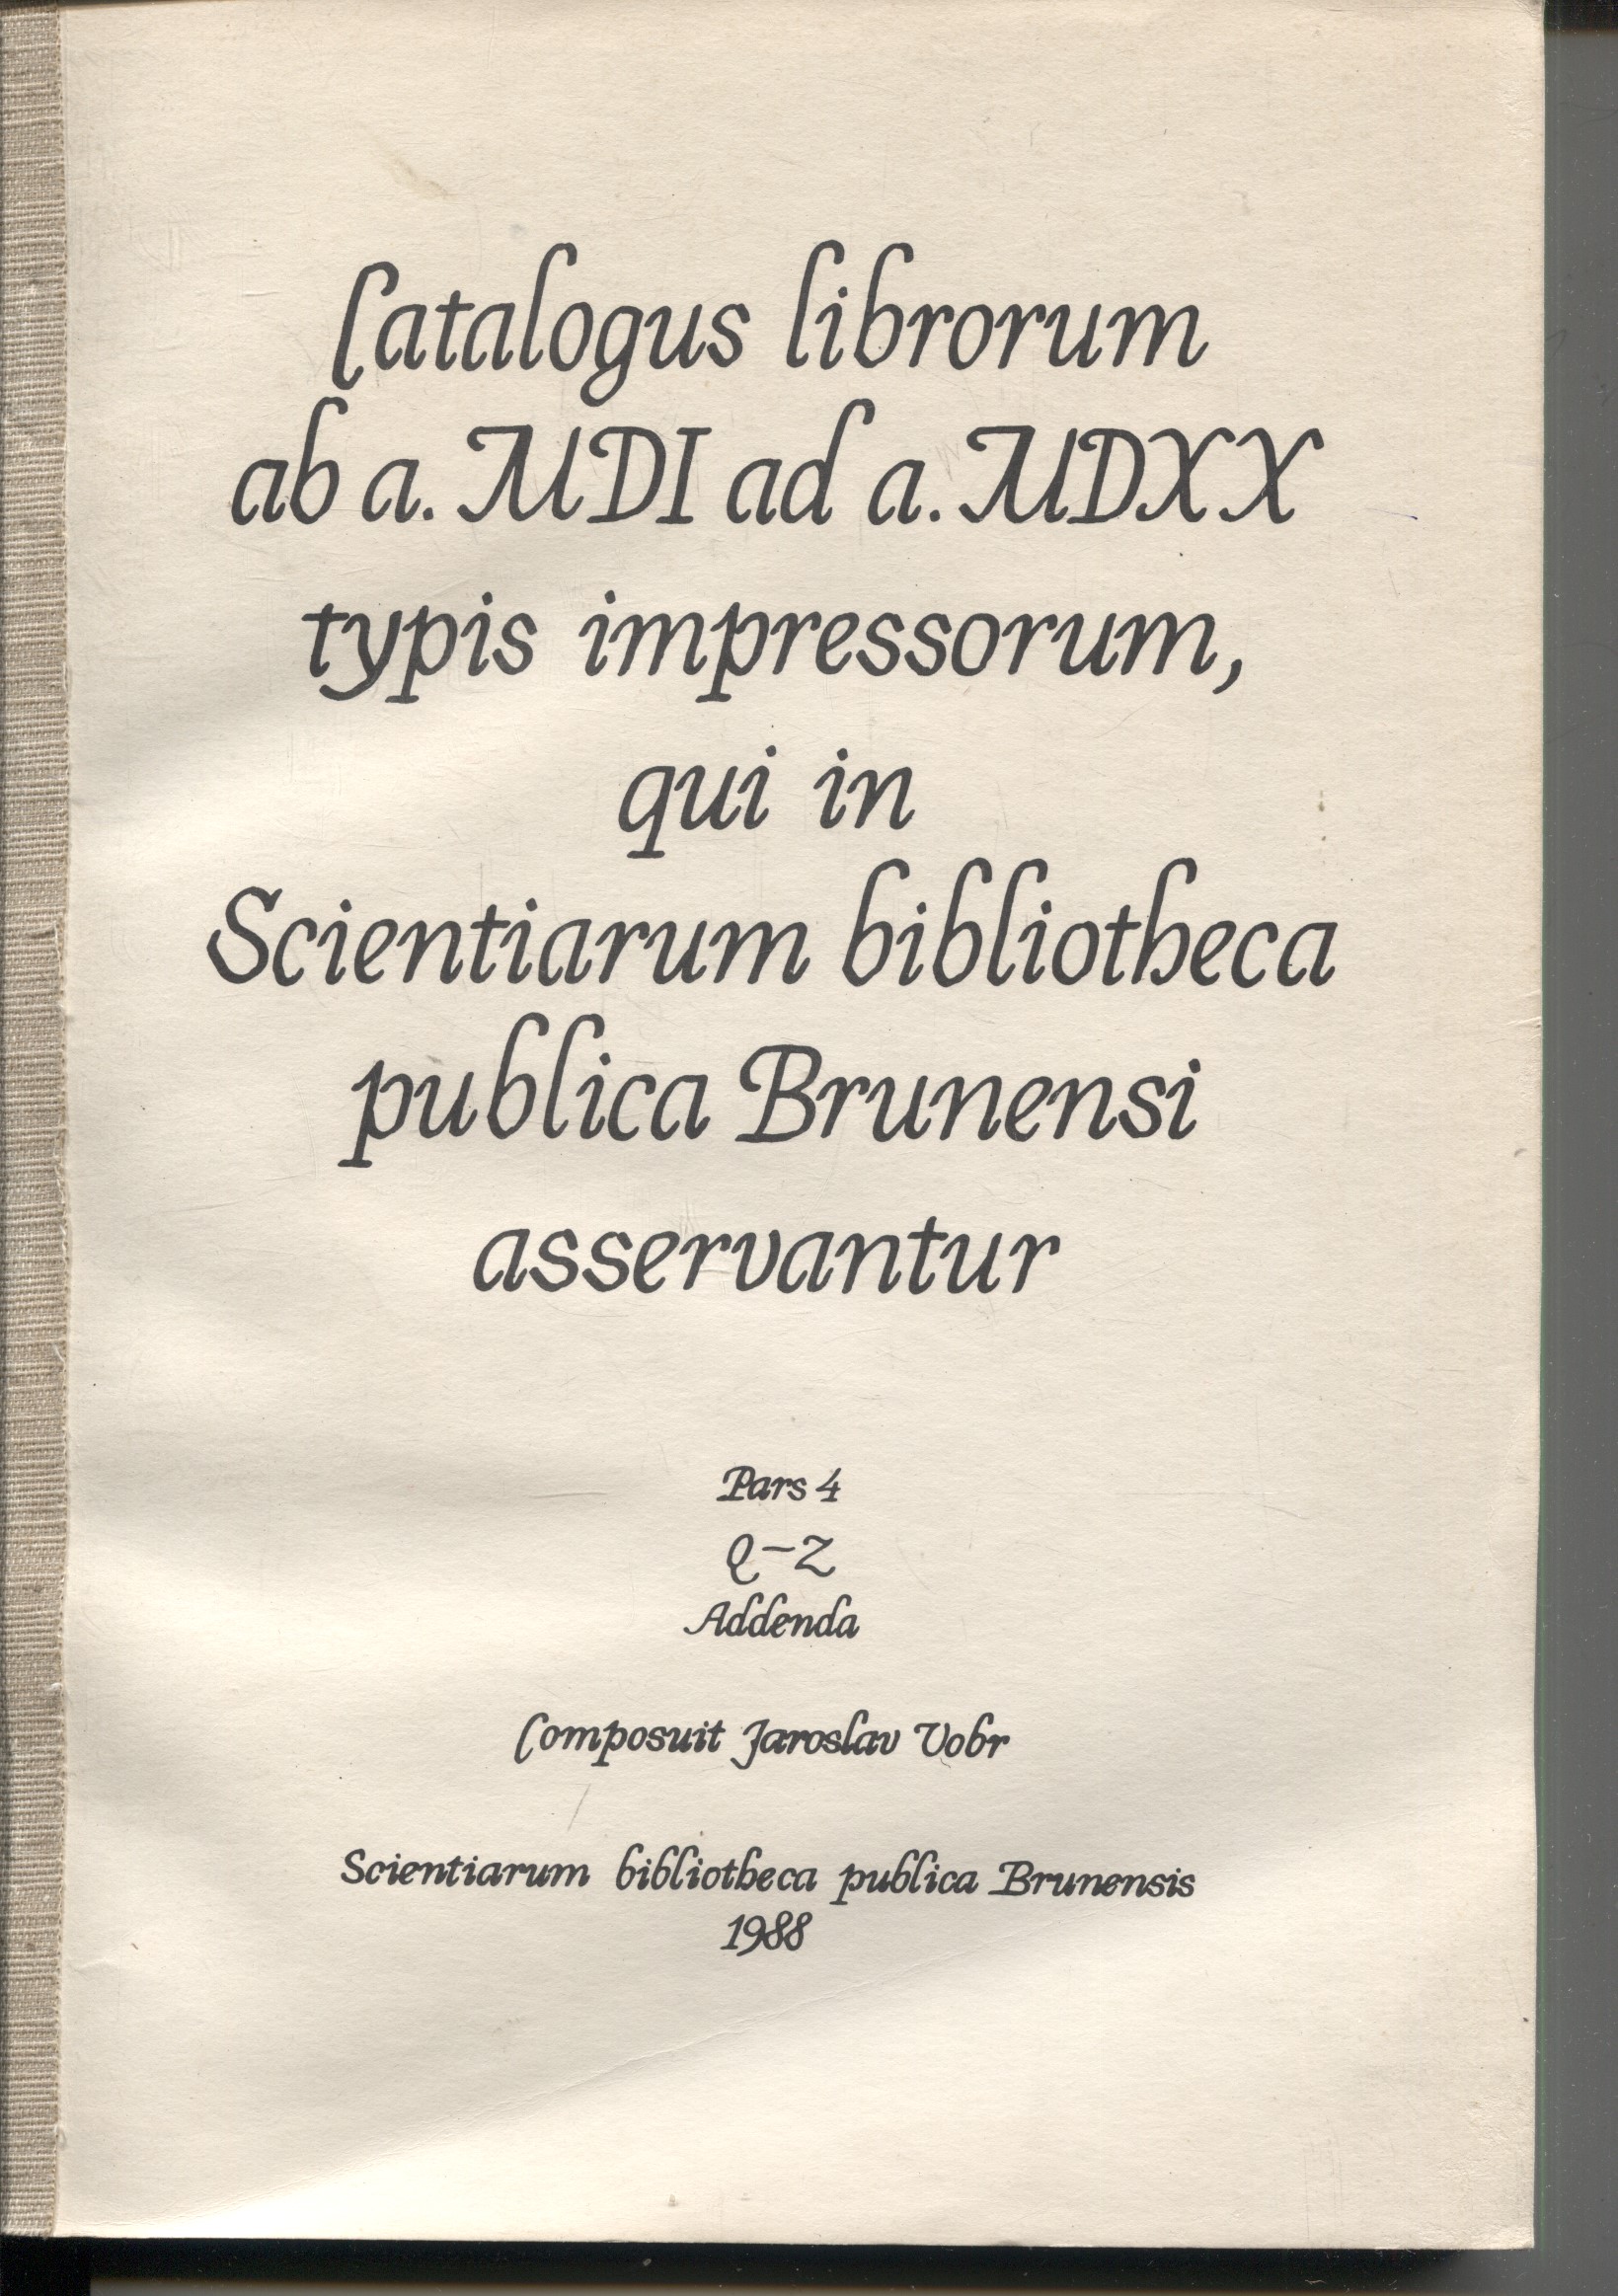 Catalogus librorum
ab a. MDI ad a. MDXX
typis impressorum,
qui in
Scientiarum bibliotheca
publica Brunensi
asservantur
Pars 4
Q–Z
Addenda
Composuit Jaroslav Vobr
Scientiarum bibliotheca publica Brunensis
1988